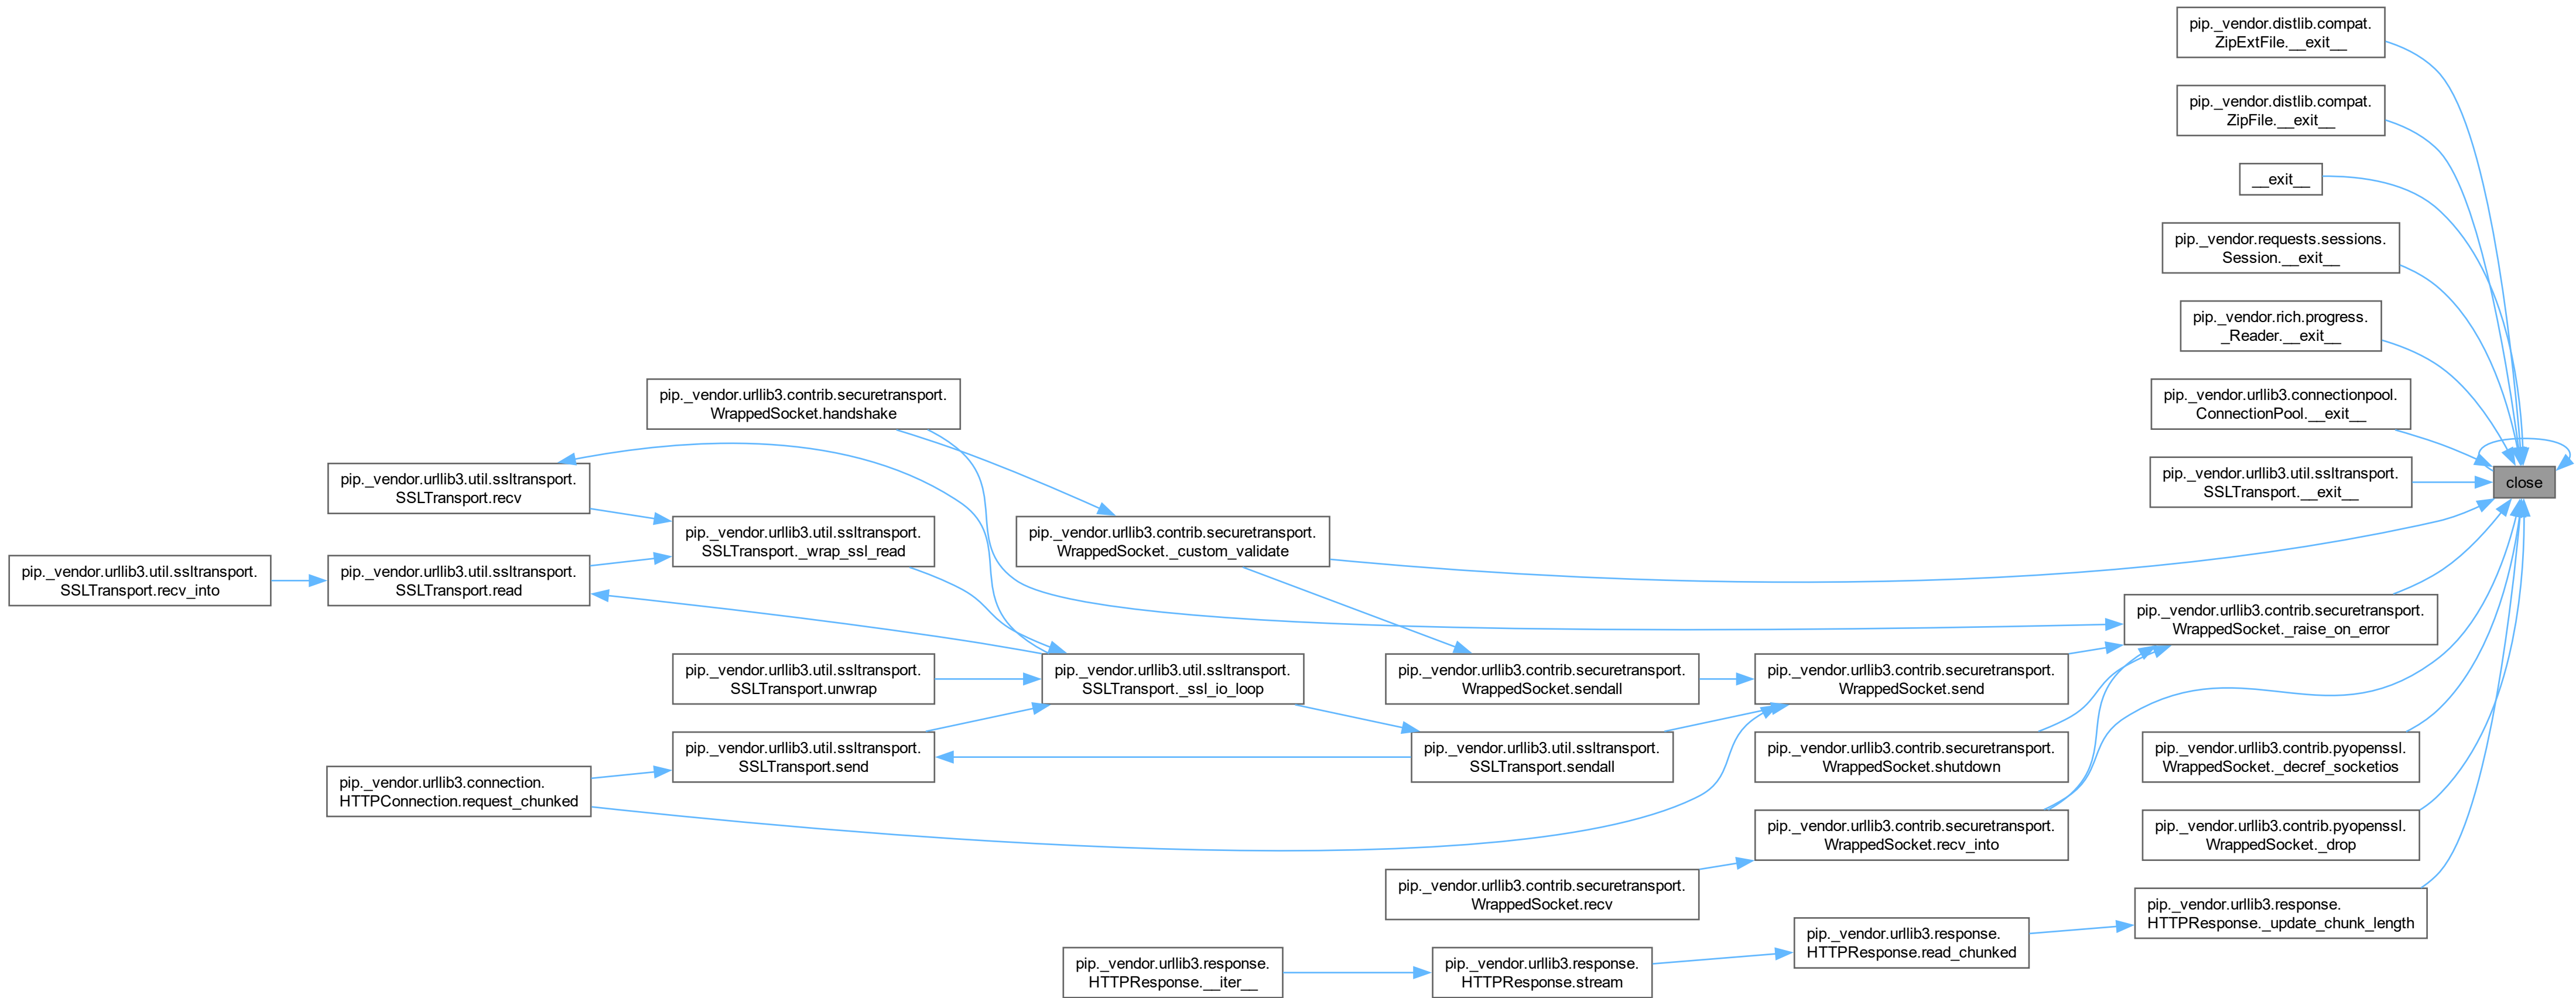 pip._vendor.distlib.compat.
ZipExtFile.__exit__
pip._vendor.distlib.compat.
ZipFile.__exit__
__exit__
pip._vendor.requests.sessions.
Session.__exit__
pip._vendor.rich.progress.
_Reader.__exit__
pip._vendor.urllib3.contrib.securetransport.
WrappedSocket.handshake
pip._vendor.urllib3.connectionpool.
ConnectionPool.__exit__
pip._vendor.urllib3.util.ssltransport.
SSLTransport.recv
pip._vendor.urllib3.util.ssltransport.
SSLTransport.__exit__
close
pip._vendor.urllib3.util.ssltransport.
SSLTransport._wrap_ssl_read
pip._vendor.urllib3.contrib.securetransport.
WrappedSocket._custom_validate
pip._vendor.urllib3.util.ssltransport.
SSLTransport.recv_into
pip._vendor.urllib3.util.ssltransport.
SSLTransport.read
pip._vendor.urllib3.contrib.securetransport.
WrappedSocket._raise_on_error
pip._vendor.urllib3.util.ssltransport.
SSLTransport.unwrap
pip._vendor.urllib3.util.ssltransport.
SSLTransport._ssl_io_loop
pip._vendor.urllib3.contrib.securetransport.
WrappedSocket.sendall
pip._vendor.urllib3.contrib.securetransport.
WrappedSocket.send
pip._vendor.urllib3.util.ssltransport.
SSLTransport.send
pip._vendor.urllib3.util.ssltransport.
SSLTransport.sendall
pip._vendor.urllib3.contrib.securetransport.
WrappedSocket.shutdown
pip._vendor.urllib3.contrib.pyopenssl.
WrappedSocket._decref_socketios
pip._vendor.urllib3.connection.
HTTPConnection.request_chunked
pip._vendor.urllib3.contrib.securetransport.
WrappedSocket.recv_into
pip._vendor.urllib3.contrib.pyopenssl.
WrappedSocket._drop
pip._vendor.urllib3.contrib.securetransport.
WrappedSocket.recv
pip._vendor.urllib3.response.
HTTPResponse._update_chunk_length
pip._vendor.urllib3.response.
HTTPResponse.read_chunked
pip._vendor.urllib3.response.
HTTPResponse.__iter__
pip._vendor.urllib3.response.
HTTPResponse.stream